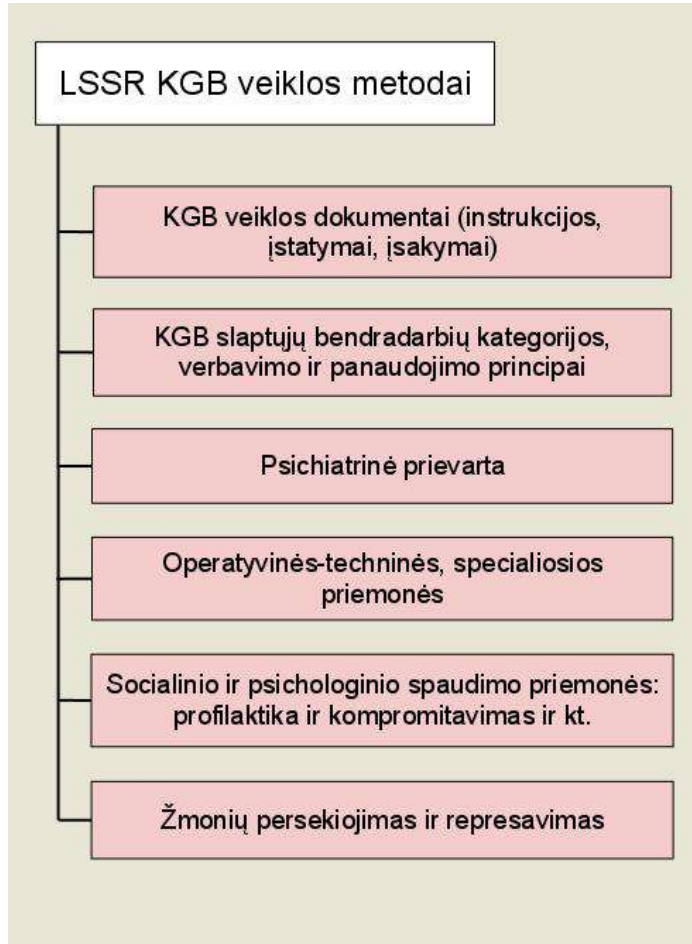 LSSR KGB veiklos metodai
KGB veiklos dokumentai (instrukcijos,
įstatymai, įsakymai)
KGB slaptųjų bendradarbių kategorijos,
verbavimo ir panaudojimo principai
Psichiatrinė prievarta
Operatyvinės-techninės, specialiosios
priemonės
Socialinio ir psichologinio spaudimo priemonės:
profilaktika ir kompromitavimas ir kt.
Žmonių persekiojimas ir represavimas